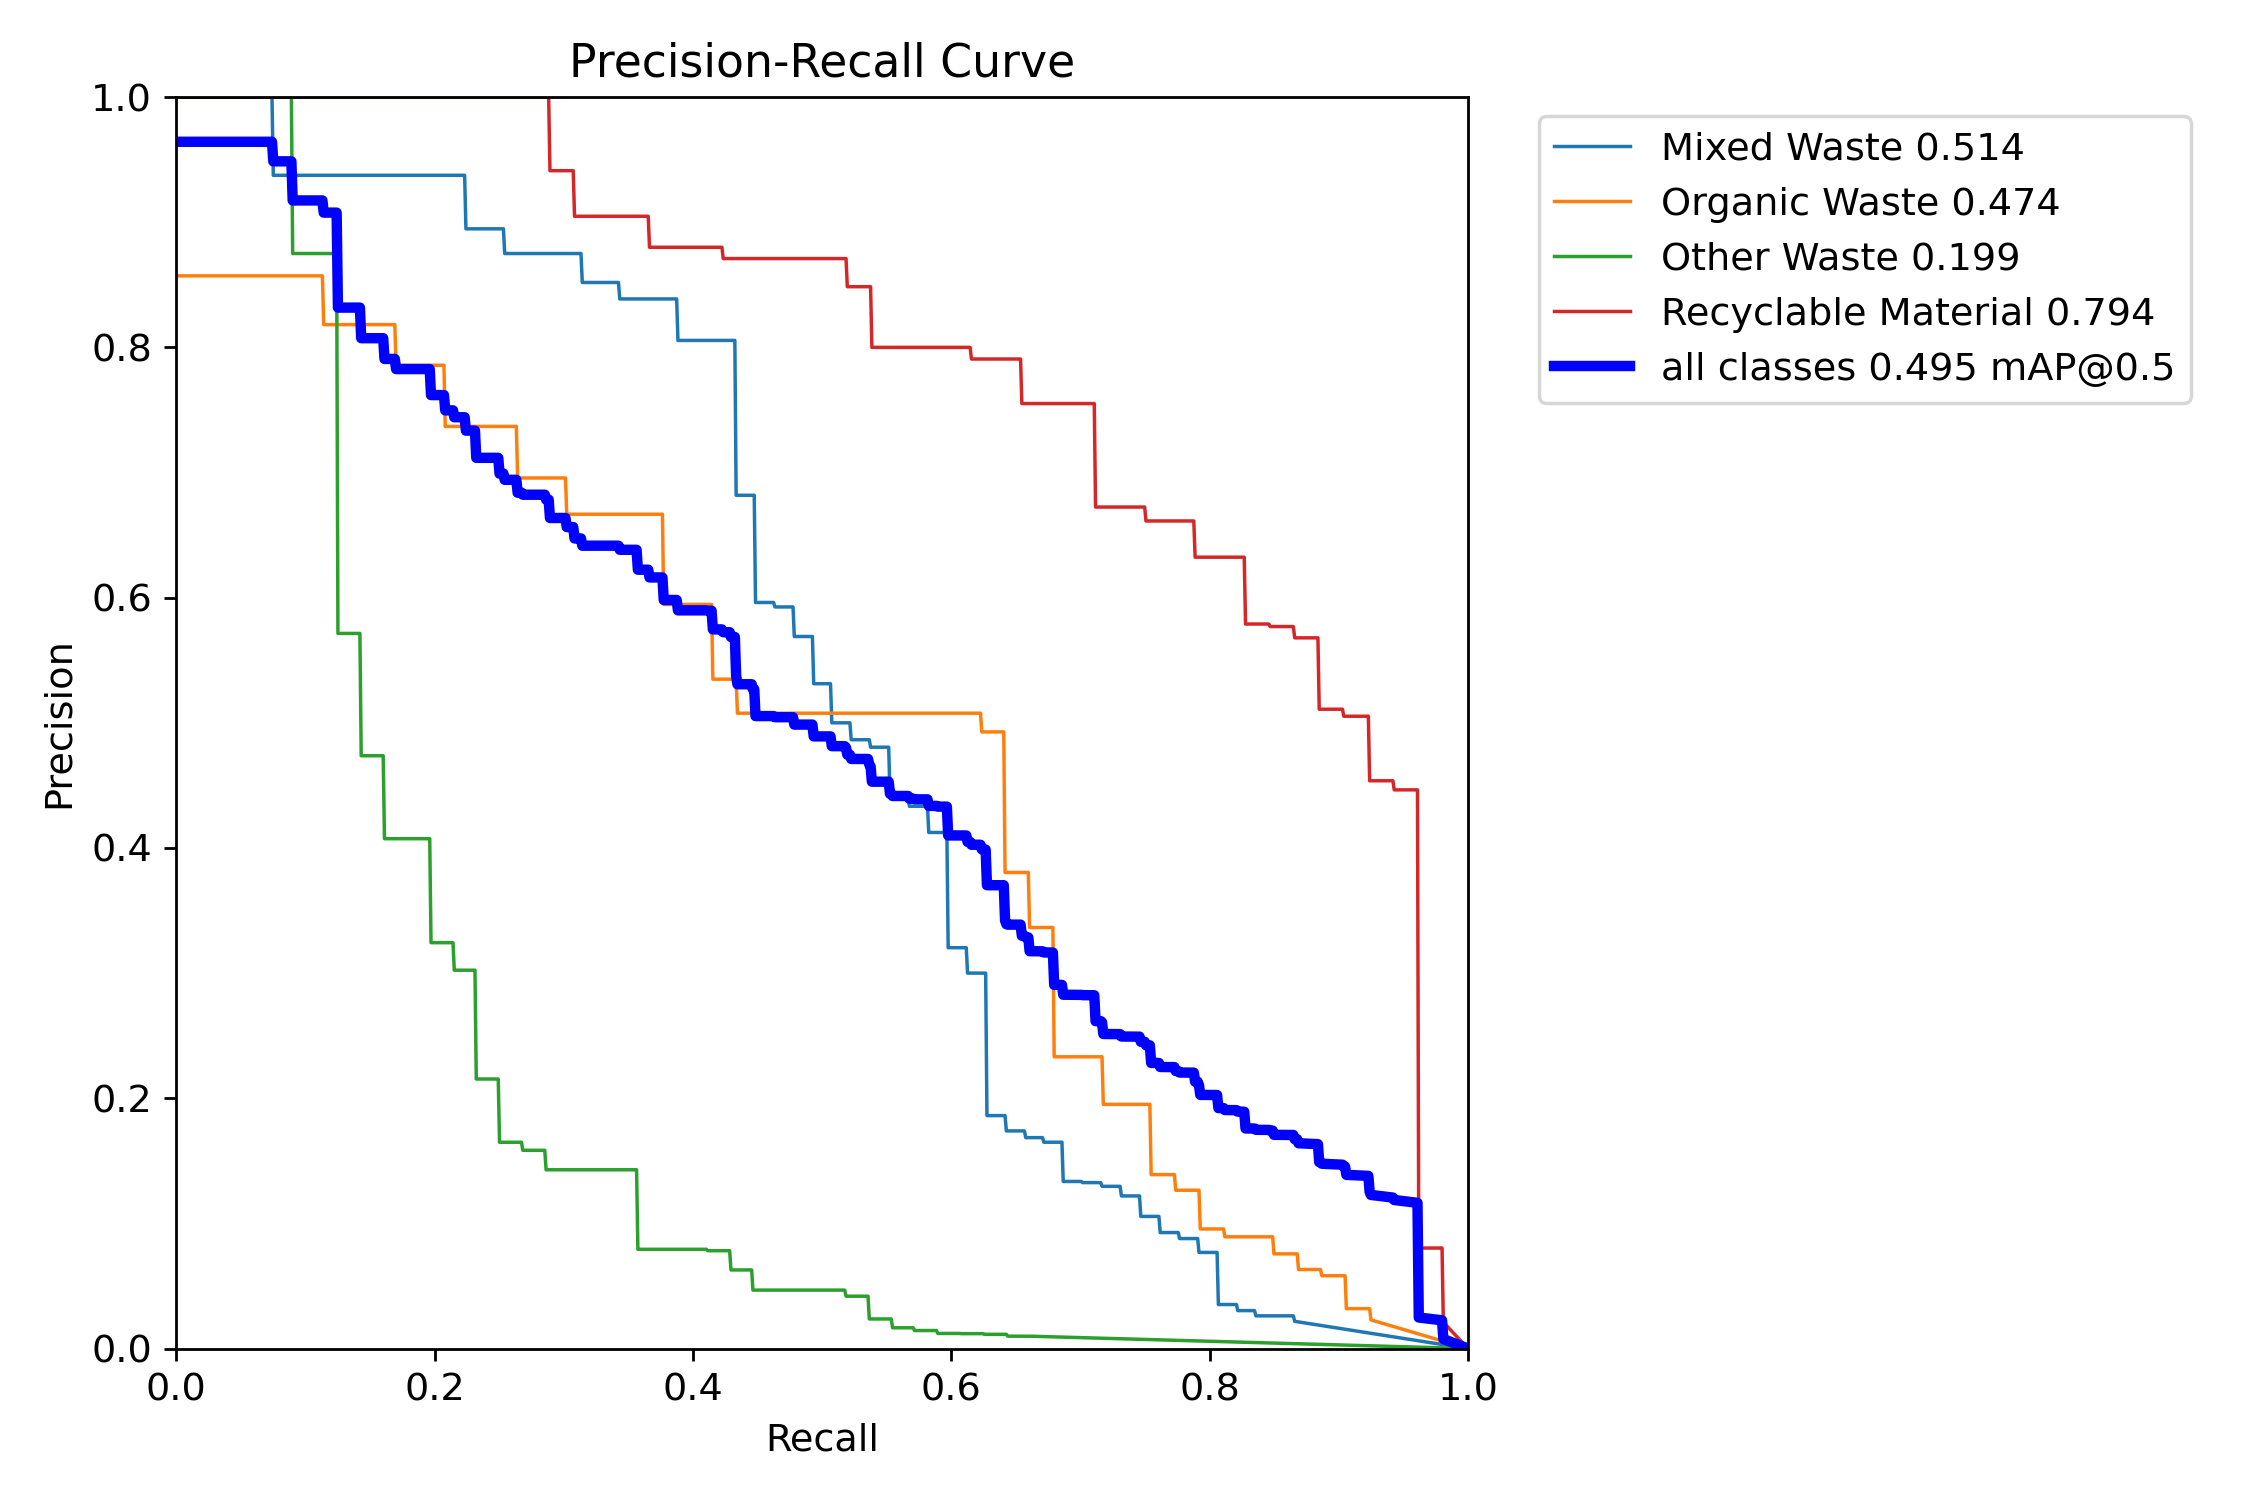 Precision-Recall Curve
1.0
0.8
0.6
0.4
0.2
0.0
Precision
0.0 0.2 0.4 0.6 0.8 1.0
Recall
Mixed Waste 0.514
Organic Waste 0.474
Other Waste 0.199
Recyclable Material 0.794
all classes 0.495 mAP@0.5